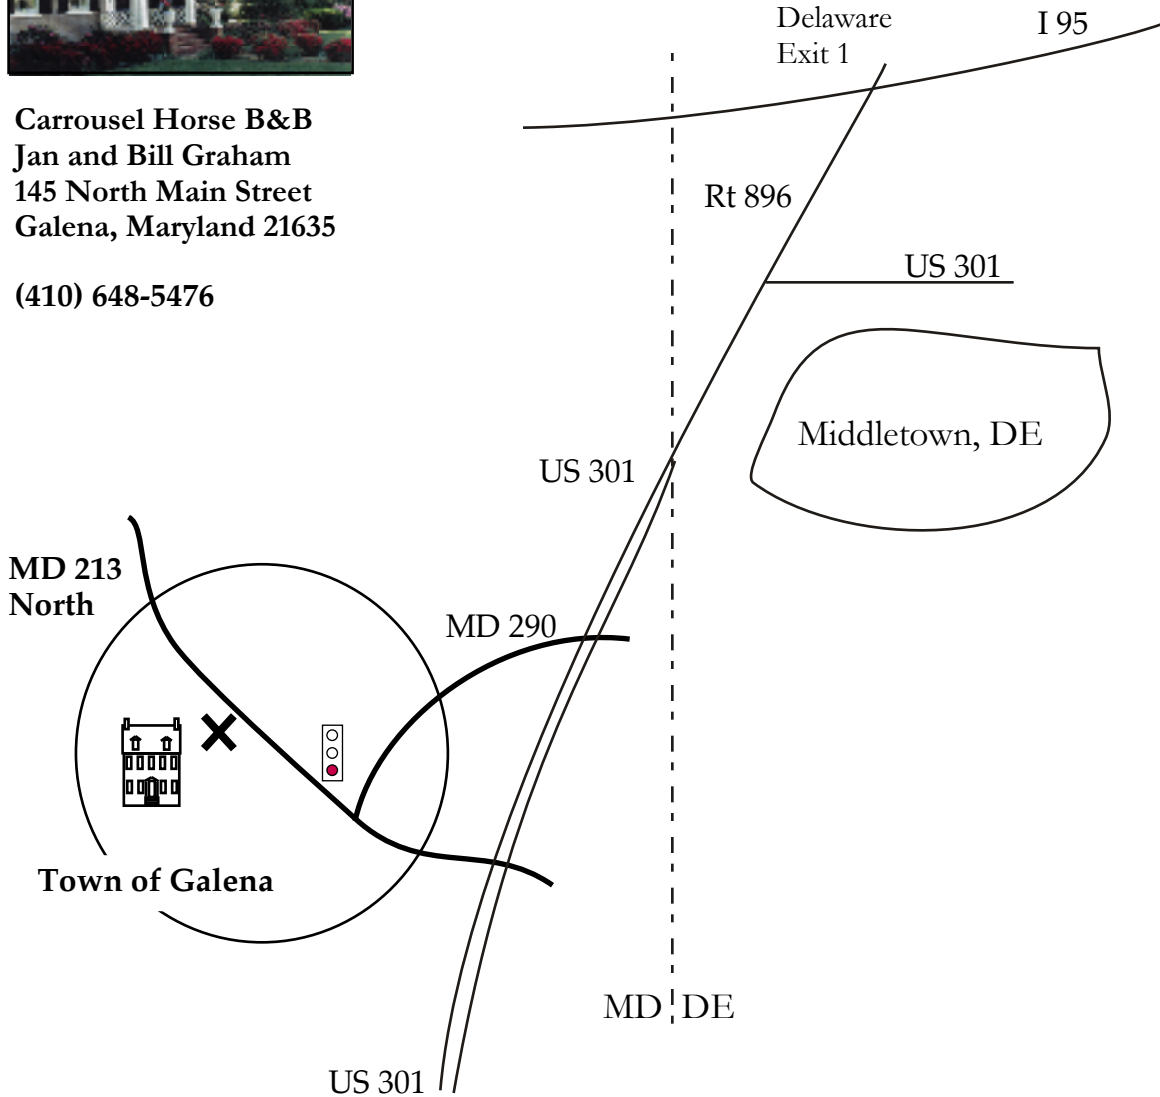 Delaware
Exit 1
I 95
Carrousel Horse B&B
Jan and Bill Graham
145 North Main Street
Galena, Maryland 21635
(410) 648-5476
Rt 896
US 301
Middletown, DE
US 301
MD 213
North
MD 290
Town of Galena
MD DE
US 301